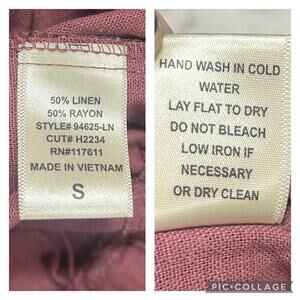 50% LINEN
50% RAYON
STYLE# 94625-LN
CUT# H2234
RN#117611
MADE IN VIETNAM
S
HAND WASH IN COLD
WATER
LAY FLAT TO DRY
DO NOT BLEACH
LOW IRON IF
NECESSARY
OR DRY CLEAN
PIC•COLLAGE